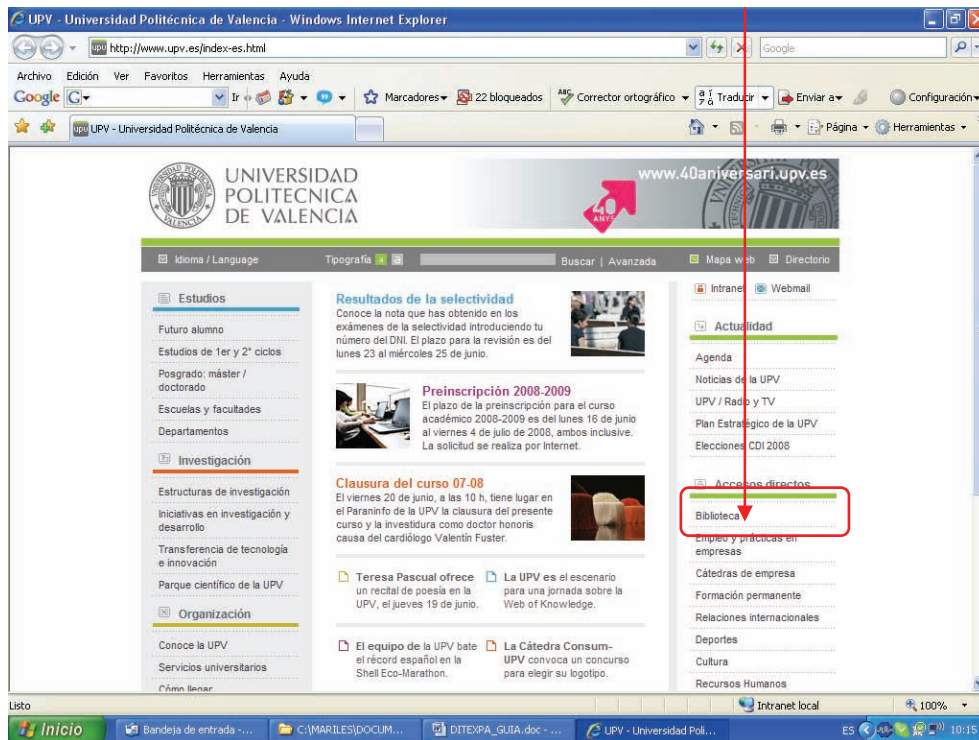 UPV - Universidad Politécnica de Valencia - Windows Internet Explorer
http://www.upv.es/index-es.html
Google
Archivo Edición Ver Favoritos Herramientas Ayuda
Google G Ir Marcadores 22 bloqueados Corrector ortográfico Traducir Enviar a Configuración
UPV - Universidad Politécnica de Valencia
Página Herramientas
UNIVERSIDAD
POLITECNICA
DE VALENCIA
40
ANYS
www.40aniversari.upv.es
Idioma / Language Tipografía a a Buscar | Avanzada Mapa web Directorio
Estudios
Futuro alumno
Estudios de 1er y 2º ciclos
Posgrado: máster /
doctorado
Escuelas y facultades
Departamentos
Investigación
Estructuras de investigación
Iniciativas en investigación y
desarrollo
Transferencia de tecnología
e innovación
Parque científico de la UPV
Organización
Conoce la UPV
Servicios universitarios
Cómo llegar
Resultados de la selectividad
Conoce la nota que has obtenido en los
exámenes de la selectividad introduciendo tu
número del DNI. El plazo para la revisión es del
lunes 23 al miércoles 25 de junio.
Preinscripción 2008-2009
El plazo de la preinscripción para el curso
académico 2008-2009 es del lunes 16 de junio
al viernes 4 de julio de 2008, ambos inclusive.
La solicitud se realiza por Internet.
Clausura del curso 07-08
El viernes 20 de junio, a las 10 h, tiene lugar en
el Paraninfo de la UPV la clausura del presente
curso y la investidura como doctor honoris
causa del cardiólogo Valentín Fuster.
Teresa Pascual ofrece
un recital de poesía en la
UPV, el jueves 19 de junio.
La UPV es el escenario
para una jornada sobre la
Web of Knowledge.
El equipo de la UPV bate
el récord español en la
Shell Eco-Marathon.
La Cátedra Consum-
UPV convoca un concurso
para elegir su logotipo.
Intranet Webmail
Actualidad
Agenda
Noticias de la UPV
UPV / Radio y TV
Plan Estratégico de la UPV
Elecciones CDI 2008
Accesos directos
Biblioteca
Empleo y prácticas en
empresas
Cátedras de empresa
Formación permanente
Relaciones internacionales
Deportes
Cultura
Recursos Humanos
Listo Intranet local 100%
Inicio Bandeja de entrada -... C:\MARILES\DOCUM... DITEXPA_GUIA.doc - ... UPV - Universidad Poli... ES 10:15